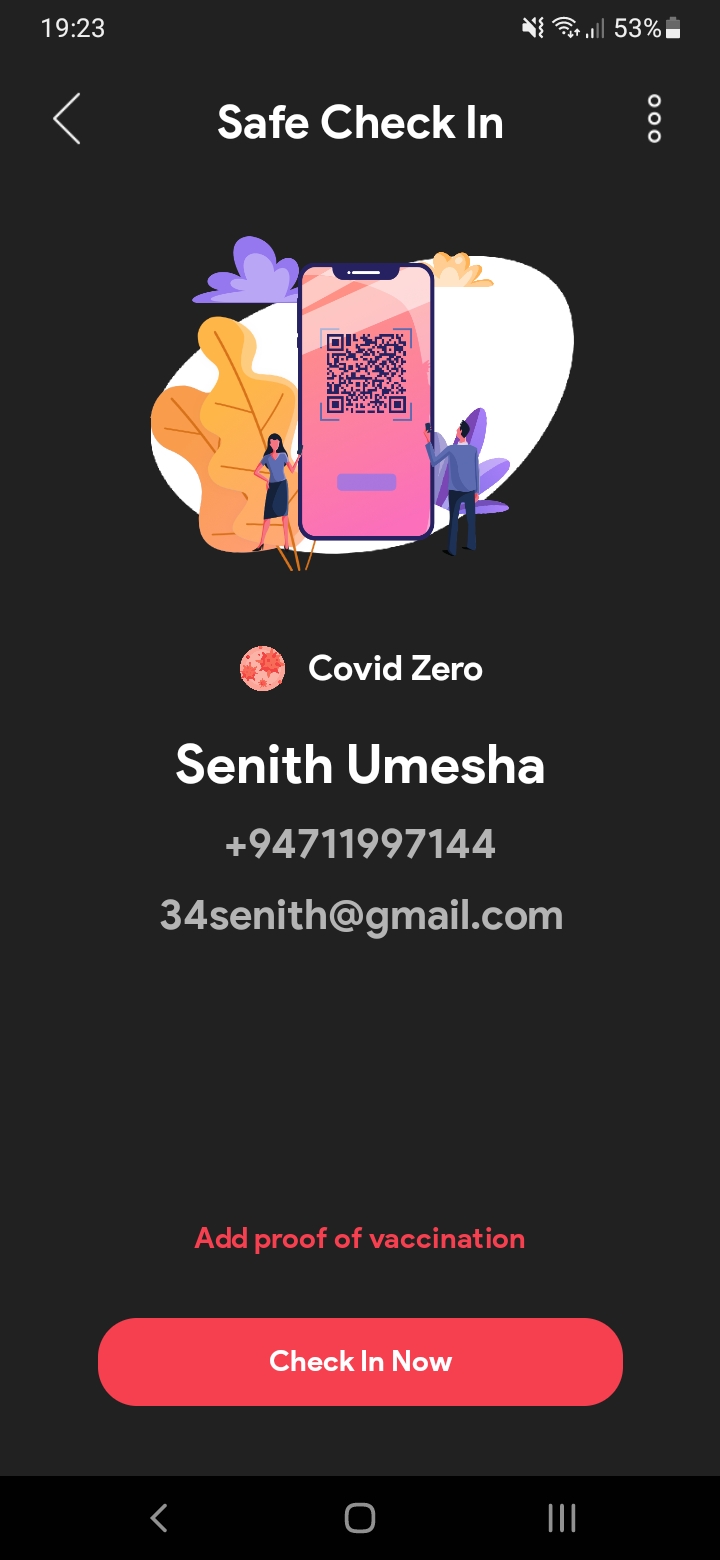 19:23
53%
Safe Check In
Covid Zero
Senith Umesha
+94711997144
34senith@gmail.com
Add proof of vaccination
Check In Now